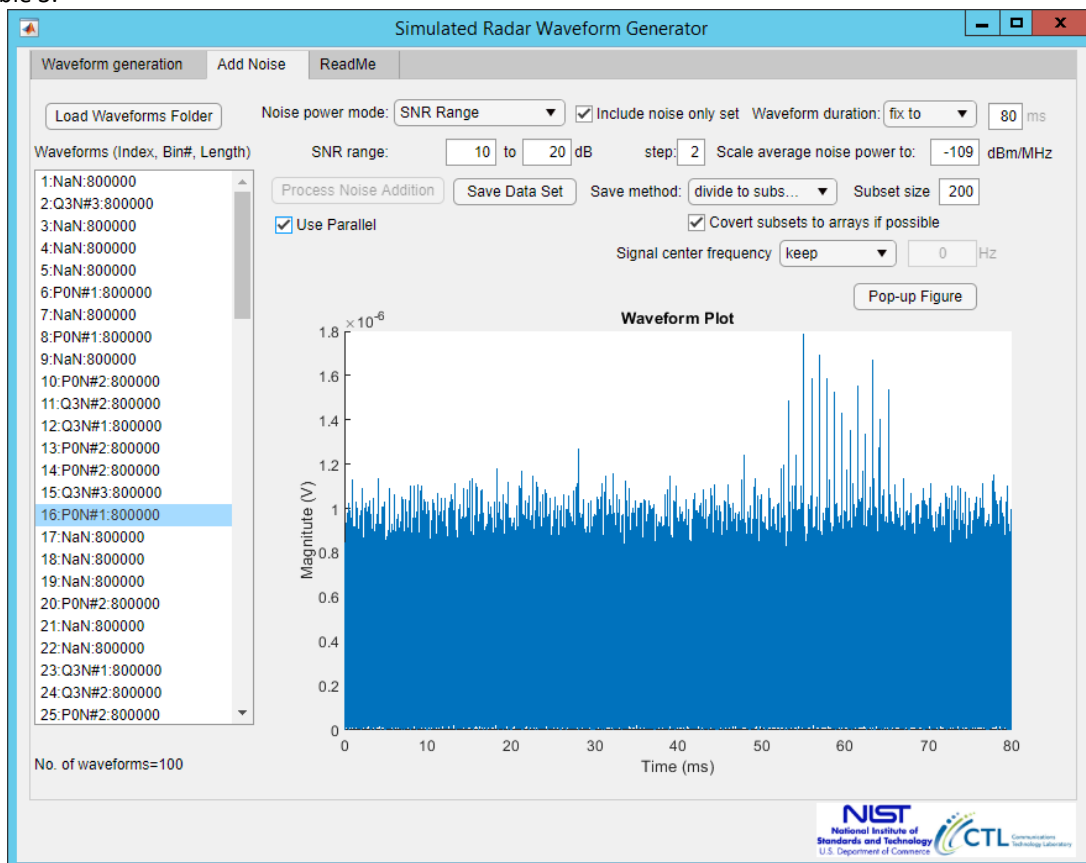 ble 3.
Simulated Radar Waveform Generator
Waveform generation Add Noise ReadMe
Load Waveforms Folder Noise power mode: SNR Range Include noise only set Waveform duration: fix to 80 ms
Waveforms (Index, Bin#, Length) SNR range: 10 to 20 dB step: 2 Scale average noise power to: -109 dBm/MHz
Process Noise Addition Save Data Set Save method: divide to subs... Subset size 200
Use Parallel Covert subsets to arrays if possible
Signal center frequency keep 0 Hz
Pop-up Figure
1:NaN:800000
2:Q3N#3:800000
3:NaN:800000
4:NaN:800000
5:NaN:800000
6:P0N#1:800000
7:NaN:800000
8:P0N#1:800000
9:NaN:800000
10:P0N#2:800000
11:Q3N#2:800000
12:Q3N#1:800000
13:P0N#2:800000
14:P0N#2:800000
15:Q3N#3:800000
16:P0N#1:800000
17:NaN:800000
18:NaN:800000
19:NaN:800000
20:P0N#2:800000
21:NaN:800000
22:NaN:800000
23:Q3N#1:800000
24:Q3N#2:800000
25:P0N#2:800000
No. of waveforms=100
Waveform Plot
×10⁻⁶
1.8
1.6
1.4
1.2
1
0.8
0.6
0.4
0.2
0
Magnitute (V)
0 10 20 30 40 50 60 70 80
Time (ms)
NIST
National Institute of
Standards and Technology
U.S. Department of Commerce
CTL Communications
Technology Laboratory